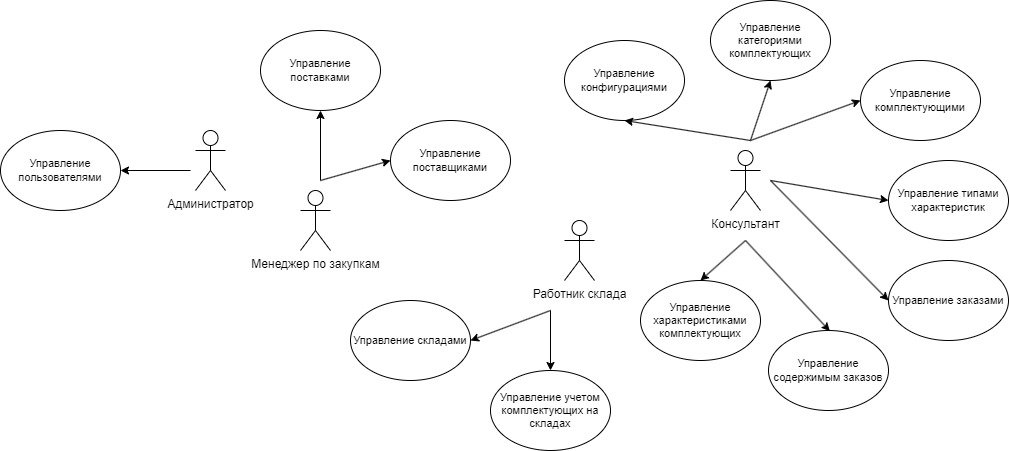 Управление
категориями
комплектующих
Управление
поставками
Управление
конфигурациями
Управление
комплектующими
Управление
пользователями
Управление
поставщиками
Администратор
Управление типами
характеристик
Консультант
Менеджер по закупкам
Работник склада
Управление заказами
Управление
характеристиками
комплектующих
Управление складами
Управление
содержимым заказов
Управление учетом
комплектующих на
складах